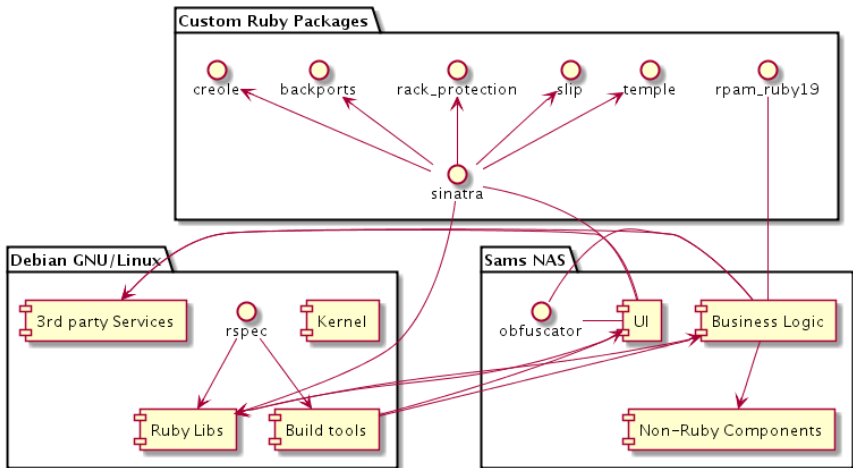 Custom Ruby Packages
creole
backports
rack_protection
slip
temple
rpam_ruby19
sinatra
Debian GNU/Linux
Sams NAS
3rd party Services
rspec
Kernel
obfuscator
UI
Business Logic
Ruby Libs
Build tools
Non-Ruby Components